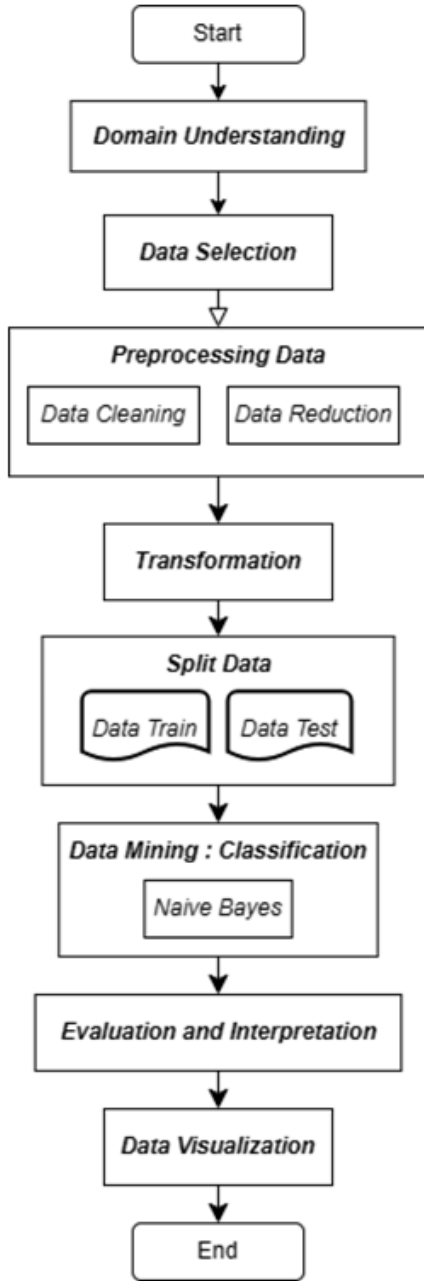 Start
Domain Understanding
Data Selection
Preprocessing Data
Data Cleaning
Data Reduction
Transformation
Split Data
Data Train
Data Test
Data Mining : Classification
Naive Bayes
Evaluation and Interpretation
Data Visualization
End